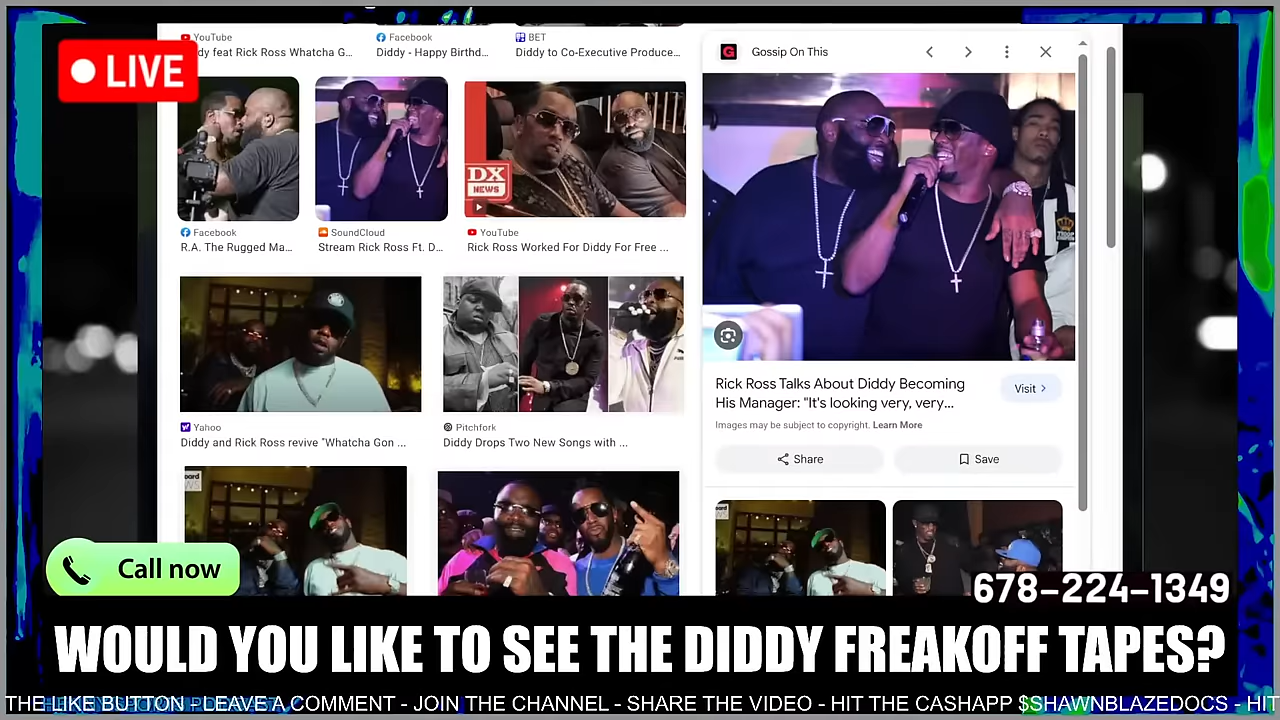 YouTube
Facebook
BET
dy feat Rick Ross Whatcha G...
Diddy - Happy Birthd...
Diddy to Co-Executive Produce...
LIVE
Gossip On This
DX
NEWS
TROOP
Facebook
SoundCloud
YouTube
R.A. The Rugged Ma...
Stream Rick Ross Ft. D...
Rick Ross Worked For Diddy For Free ...
Rick Ross Talks About Diddy Becoming
His Manager: "It's looking very, very...
Visit
Images may be subject to copyright. Learn More
Yahoo
Pitchfork
Diddy and Rick Ross revive "Whatcha Gon ...
Diddy Drops Two New Songs with ...
Share
Save
oard
WS
oard
WS
Call now
678-224-1349
WOULD YOU LIKE TO SEE THE DIDDY FREAKOFF TAPES?
THE LIKE BUTTON - LEAVE A COMMENT - JOIN THE CHANNEL - SHARE THE VIDEO - HIT THE CASHAPP $SHAWNBLAZEDOCS - HIT